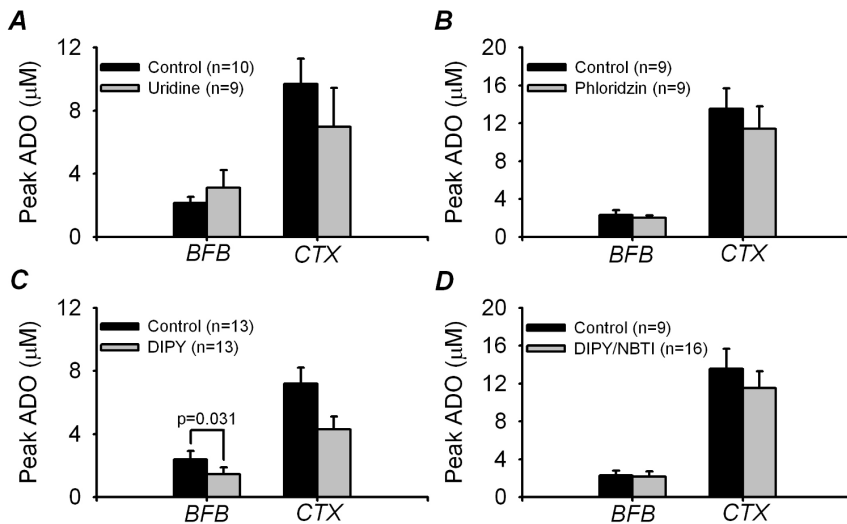 A
Peak ADO (µM)
12
8
4
0
Control (n=10)
Uridine (n=9)
BFB
CTX
B
Peak ADO (µM)
20
16
12
8
4
0
Control (n=9)
Phloridzin (n=9)
BFB
CTX
C
Peak ADO (µM)
12
8
4
0
Control (n=13)
DIPY (n=13)
p=0.031
BFB
CTX
D
Peak ADO (µM)
20
16
12
8
4
0
Control (n=9)
DIPY/NBTI (n=16)
BFB
CTX